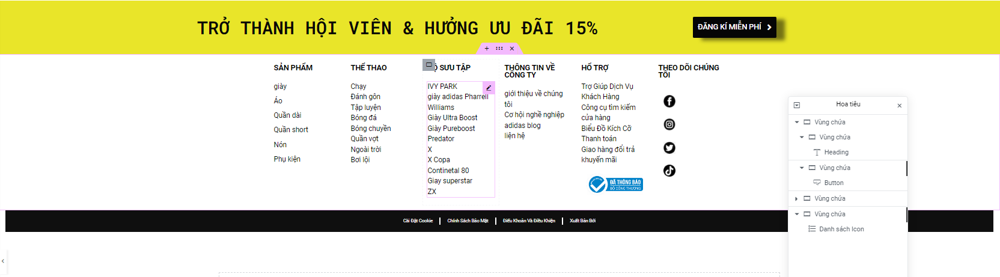 TRỞ THÀNH HỘI VIÊN & HƯỞNG ƯU ĐÃI 15%
ĐĂNG KÍ MIỄN PHÍ
SẢN PHẨM
giày
Áo
Quần dài
Quần short
Nón
Phụ kiện
THỂ THAO
Chạy
Đánh gôn
Tập luyện
Bóng đá
Bóng chuyền
Quần vợt
Ngoài trời
Bơi lội
SƯU TẬP
IVY PARK
giày adidas Pharrell
Williams
Giày Ultra Boost
Giày Pureboost
Predator
X
X Copa
Continetal 80
Giay superstar
ZX
THÔNG TIN VỀ
CÔNG TY
giới thiệu về chúng
tôi
Cơ hội nghề nghiệp
adidas blog
liện hệ
HỔ TRỢ
Trợ Giúp Dịch Vụ
Khách Hàng
Công cụ tìm kiếm
cửa hàng
Biểu Đồ Kích Cỡ
Thanh toán
Giao hàng đổi trả
khuyến mãi
ĐÃ THÔNG BÁO
BỘ CÔNG THƯƠNG
THEO DÕI CHÚNG
TÔI
Hoa tiêu
Vùng chứa
Vùng chứa
Heading
Vùng chứa
Button
Vùng chứa
Vùng chứa
Danh sách Icon
Cài Đặt Cookie
Chính Sách Bảo Mật
Điều Khoản Và Điều Khiện
Xuất Bản Bởi